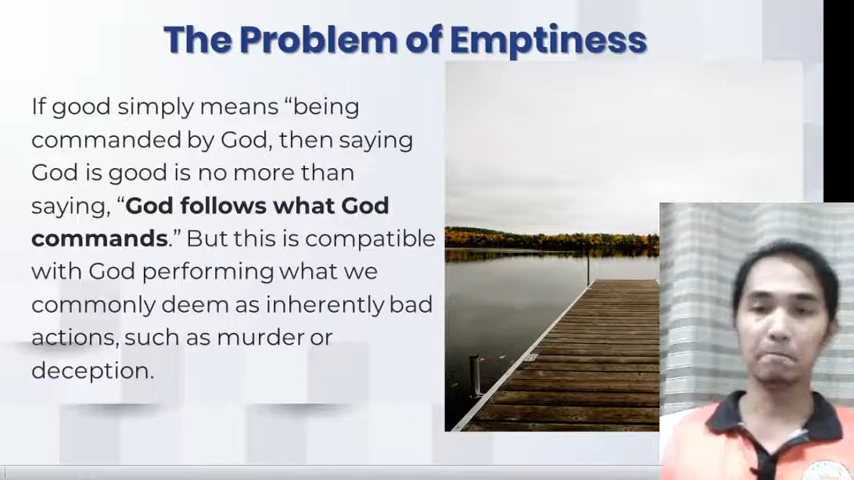 The Problem of Emptiness
If good simply means “being
commanded by God, then saying
God is good is no more than
saying, “God follows what God
commands.” But this is compatible
with God performing what we
commonly deem as inherently bad
actions, such as murder or
deception.